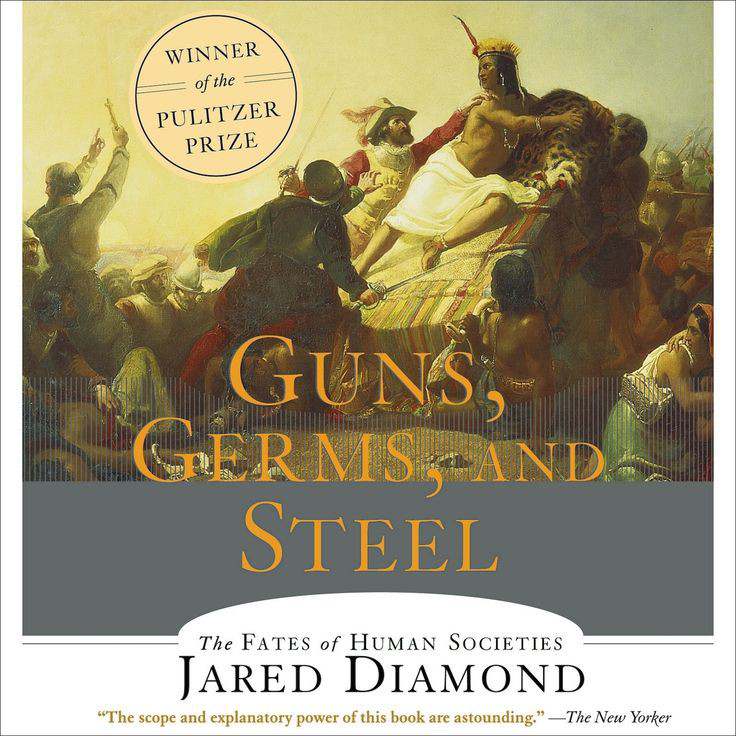 WINNER
of the
PULITZER
PRIZE
GUNS,
GERMS, AND
STEEL
The FATES of HUMAN SOCIETIES
JARED DIAMOND
“The scope and explanatory power of this book are astounding.” —The New Yorker